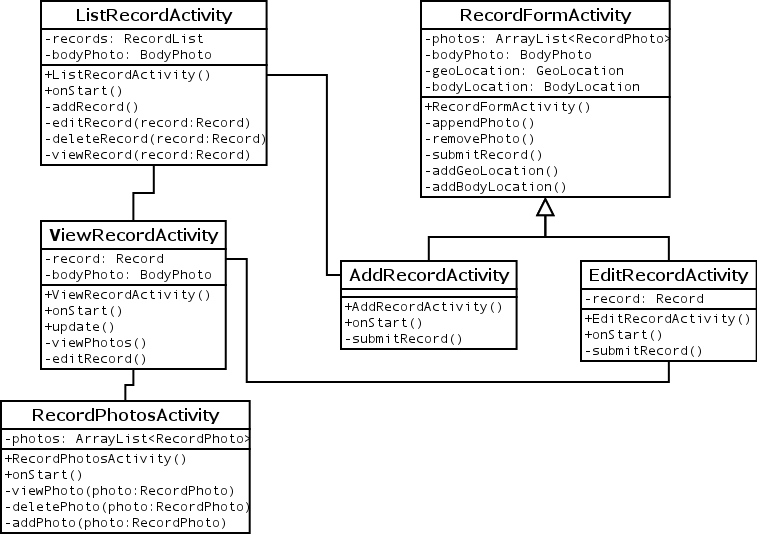 ListRecordActivity
-records: RecordList
-bodyPhoto: BodyPhoto
+ListRecordActivity()
+onStart()
-addRecord()
-editRecord(record:Record)
-deleteRecord(record:Record)
-viewRecord(record:Record)
RecordFormActivity
-photos: ArrayList<RecordPhoto>
-bodyPhoto: BodyPhoto
-geoLocation: GeoLocation
-bodyLocation: BodyLocation
+RecordFormActivity()
-appendPhoto()
-removePhoto()
-submitRecord()
-addGeoLocation()
-addBodyLocation()
ViewRecordActivity
-record: Record
-bodyPhoto: BodyPhoto
+ViewRecordActivity()
+onStart()
+update()
-viewPhotos()
-editRecord()
AddRecordActivity
+AddRecordActivity()
+onStart()
-submitRecord()
EditRecordActivity
-record: Record
+EditRecordActivity()
+onStart()
-submitRecord()
RecordPhotosActivity
-photos: ArrayList<RecordPhoto>
+RecordPhotosActivity()
+onStart()
-viewPhoto(photo:RecordPhoto)
-deletePhoto(photo:RecordPhoto)
-addPhoto(photo:RecordPhoto)